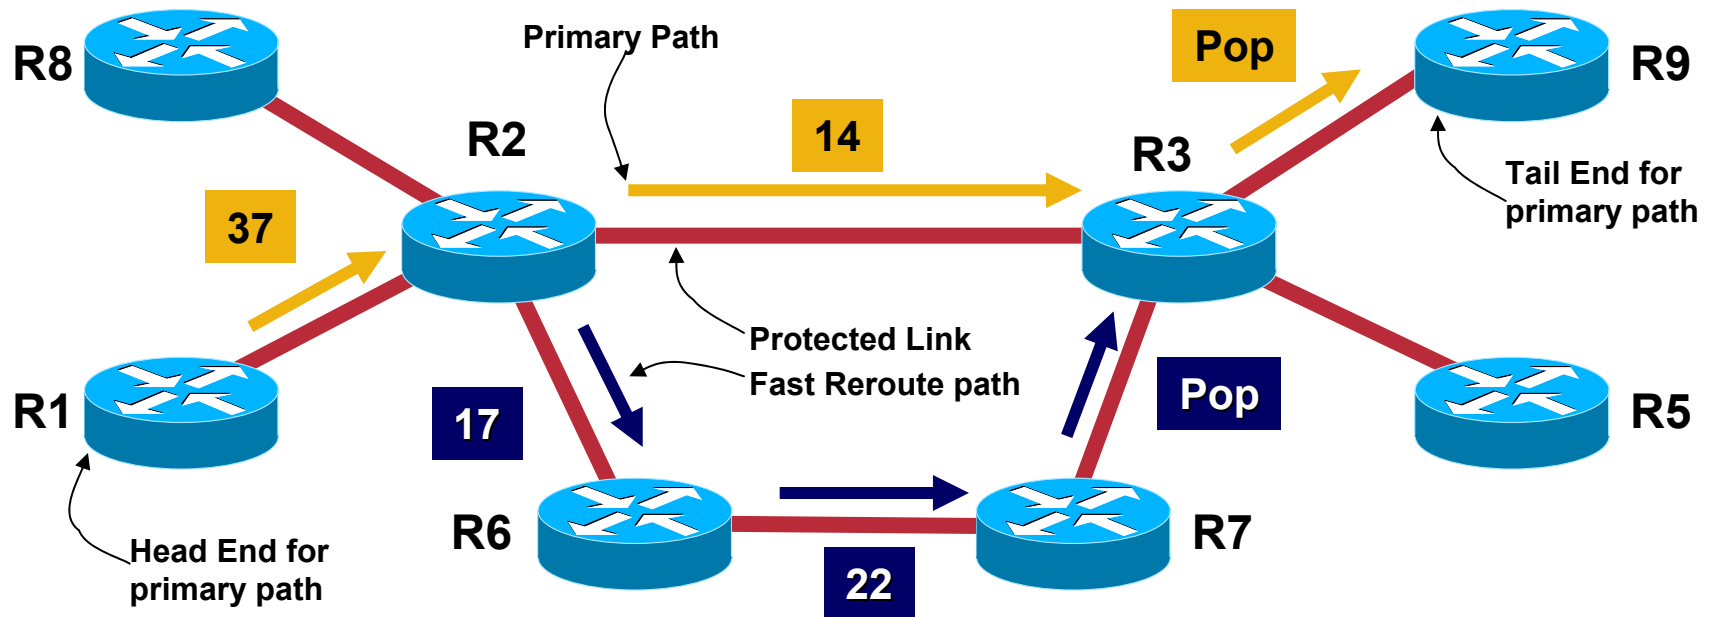 R8
Primary Path
Pop
R9
R2
14
R3
Tail End for
primary path
37
Protected Link
Fast Reroute path
R1
17
Pop
R5
R6
R7
Head End for
primary path
22